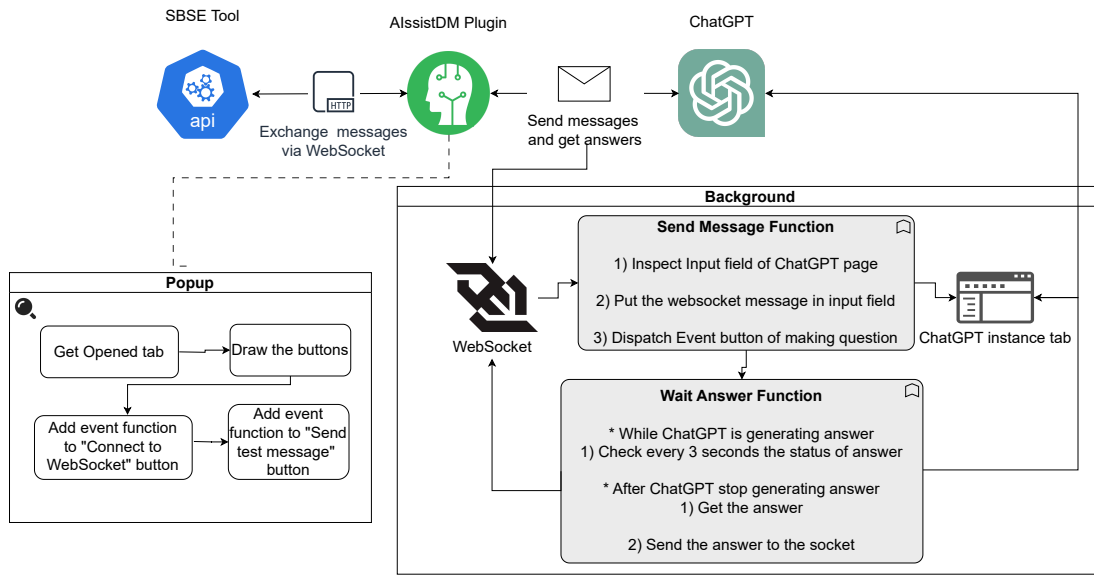 SBSE Tool
AIssistDM Plugin
ChatGPT
api
HTTP
Exchange messages
via WebSocket
Send messages
and get answers
Background
Send Message Function
1) Inspect Input field of ChatGPT page
2) Put the websocket message in input field
3) Dispatch Event button of making question
WebSocket
ChatGPT instance tab
Popup
Get Opened tab
Draw the buttons
Add event function
to "Connect to
WebSocket" button
Add event
function to "Send
test message"
button
Wait Answer Function
* While ChatGPT is generating answer
1) Check every 3 seconds the status of answer
* After ChatGPT stop generating answer
1) Get the answer
2) Send the answer to the socket